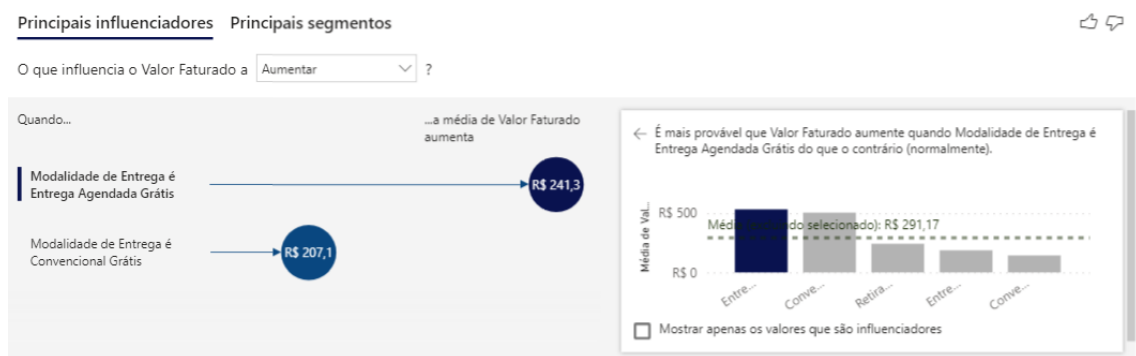 Principais influenciadores Principais segmentos
O que influencia o Valor Faturado a Aumentar ?
Quando...
...a média de Valor Faturado
aumenta
Modalidade de Entrega é
Entrega Agendada Grátis
R$ 241,3
Modalidade de Entrega é
Convencional Grátis
R$ 207,1
É mais provável que Valor Faturado aumente quando Modalidade de Entrega é
Entrega Agendada Grátis do que o contrário (normalmente).
Média de Val...
R$ 500
R$ 0
selecionado): R$ 291,17
Entre...
Conve...
Retira...
Entre...
Conve...
Mostrar apenas os valores que são influenciadores